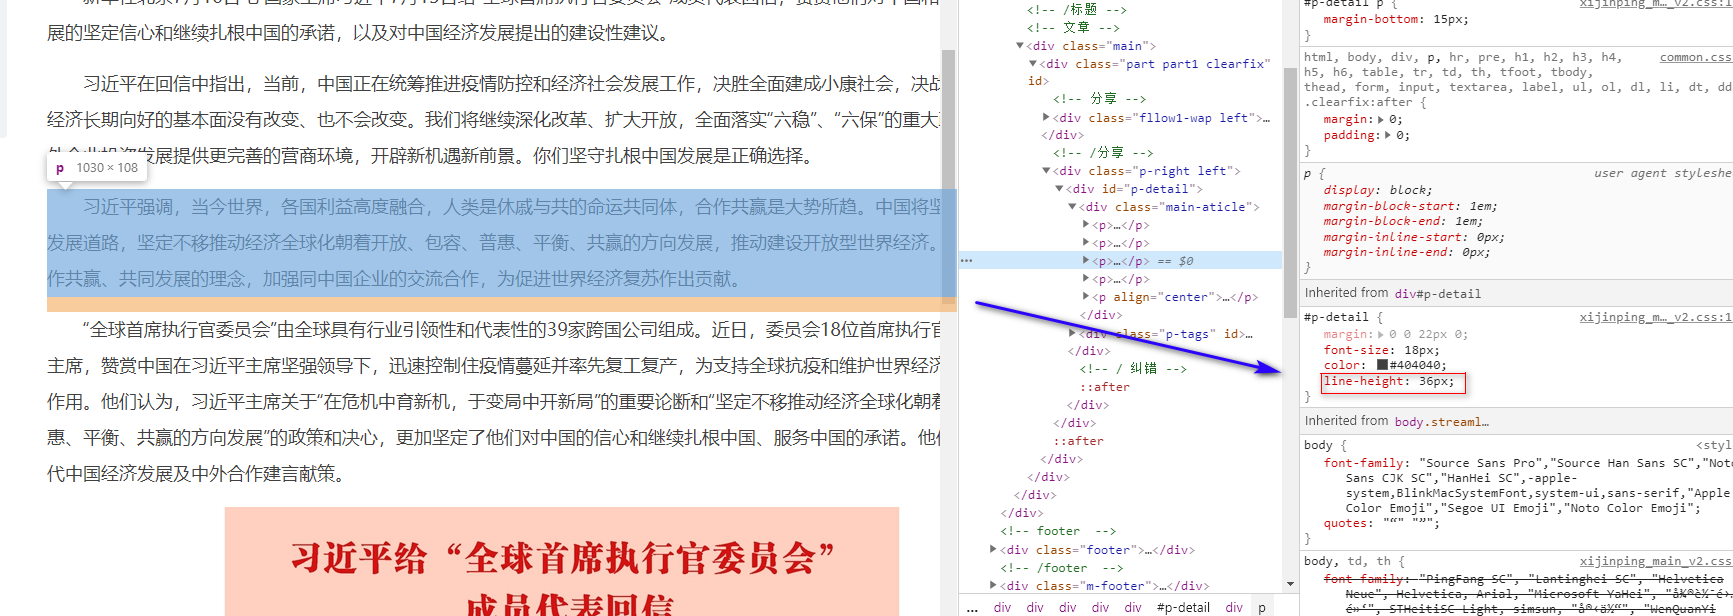 展的坚定信心和继续扎根中国的承诺，以及对中国经济发展提出的建设性建议。
习近平在回信中指出，当前，中国正在统筹推进疫情防控和经济社会发展工作，决胜全面建成小康社会，决战
经济长期向好的基本面没有改变、也不会改变。我们将继续深化改革、扩大开放，全面落实“六稳”、“六保”的重大
发展提供更完善的营商环境，开辟新机遇新前景。你们坚守扎根中国发展是正确选择。
p 1030 × 108
习近平强调，当今世界，各国利益高度融合，人类是休戚与共的命运共同体，合作共赢是大势所趋。中国将坚
发展道路，坚定不移推动经济全球化朝着开放、包容、普惠、平衡、共赢的方向发展，推动建设开放型世界经济。
作共赢、共同发展的理念，加强同中国企业的交流合作，为促进世界经济复苏作出贡献。
“全球首席执行官委员会”由全球具有行业引领性和代表性的39家跨国公司组成。近日，委员会18位首席执行官
主席，赞赏中国在习近平主席坚强领导下，迅速控制住疫情蔓延并率先复工复产，为支持全球抗疫和维护世界经济
作用。他们认为，习近平主席关于“在危机中育新机，于变局中开新局”的重要论断和“坚定不移推动经济全球化朝着
惠、平衡、共赢的方向发展”的政策和决心，更加坚定了他们对中国的信心和继续扎根中国、服务中国的承诺。他们
代中国经济发展及中外合作建言献策。
习近平给“全球首席执行官委员会”
成员代表回信
<!-- /标题 -->
<!-- 文章 -->
▼<div class="main">
▼<div class="part part1 clearfix"
id>
<!-- 分享 -->
▶<div class="fllow1-wap left">…
</div>
<!-- /分享 -->
▼<div class="p-right left">
▼<div id="p-detail">
▼<div class="main-aticle">
▶<p>…</p>
▶<p>…</p>
… ▶<p>…</p> == $0
▶<p>…</p>
▶<p align="center">…</p>
</div>
▶<div class="p-tags" id>…
</div>
<!-- / 纠错 -->
::after
</div>
</div>
::after
</div>
</div>
</div>
</div>
<!-- footer  -->
▶<div class="footer">…</div>
<!-- /footer  -->
▶<div class="m-footer">…</div>
… div div div div div #p-detail div p
#p-detail p { xijinping_m…_v2.css:1
margin-bottom: 15px;
}
html, body, div, p, hr, pre, h1, h2, h3, h4, common.css
h5, h6, table, tr, td, th, tfoot, tbody,
thead, form, input, textarea, label, ul, ol, dl, li, dt, dd
.clearfix:after {
margin:▶ 0;
padding:▶ 0;
}
p { user agent styleshe
display: block;
margin-block-start: 1em;
margin-block-end: 1em;
margin-inline-start: 0px;
margin-inline-end: 0px;
}
Inherited from div#p-detail
#p-detail { xijinping_m…_v2.css:1
margin:▶ 0 0 22px 0;
font-size: 18px;
color: #404040;
line-height: 36px;
}
Inherited from body.streaml…
body { <styl
font-family: "Source Sans Pro","Source Han Sans SC","Noto
Sans CJK SC","HanHei SC",-apple-
system,BlinkMacSystemFont,system-ui,sans-serif,"Apple
Color Emoji","Segoe UI Emoji","Noto Color Emoji";
quotes: "“" "”";
}
body, td, th { xijinping_main_v2.css
font-family: "PingFang SC", "Lantinghei SC", "Helvetica
Neue", Helvetica, Arial, "Microsoft YaHei",
STHeitiSC-Light, simsun, "WenQuanYi